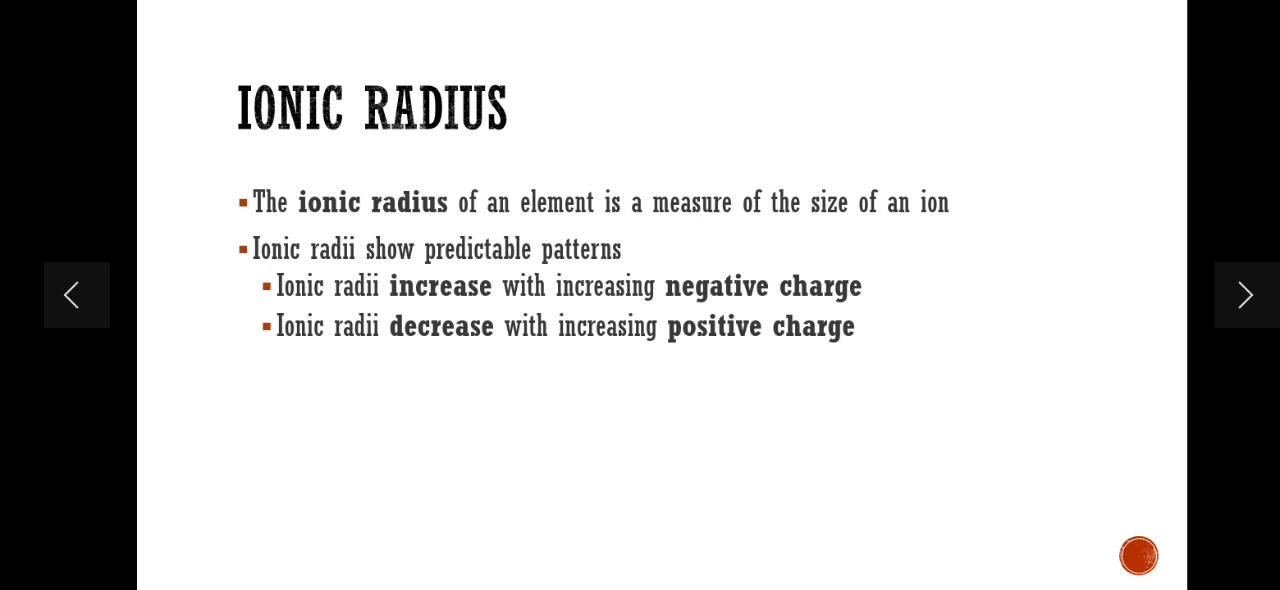 IONIC RADIUS
The ionic radius of an element is a measure of the size of an ion
Ionic radii show predictable patterns
Ionic radii increase with increasing negative charge
Ionic radii decrease with increasing positive charge